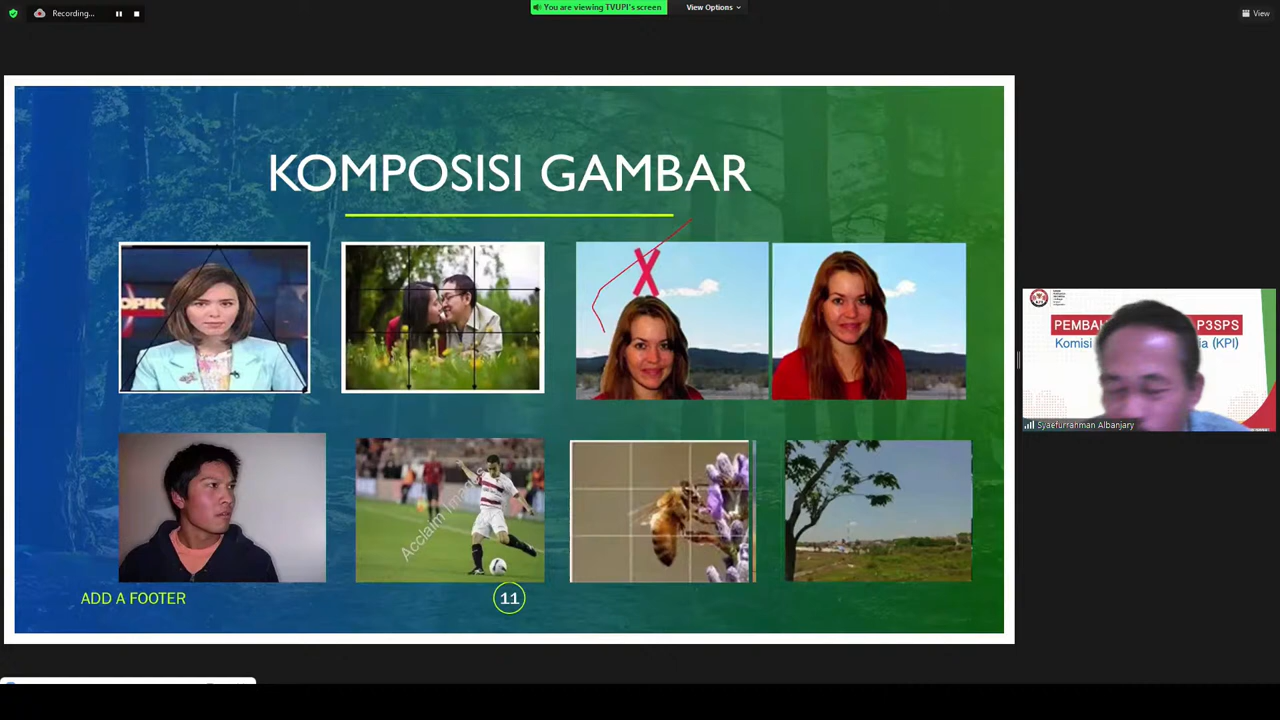 Recording...
You are viewing TVUPI's screen
View Options
View
KOMPOSISI GAMBAR
OPIK
X
Acclaim Images
ADD A FOOTER
11
PEMBAL P3SPS
Komisi ia (KPI)
Syaefurrahman Albanjary